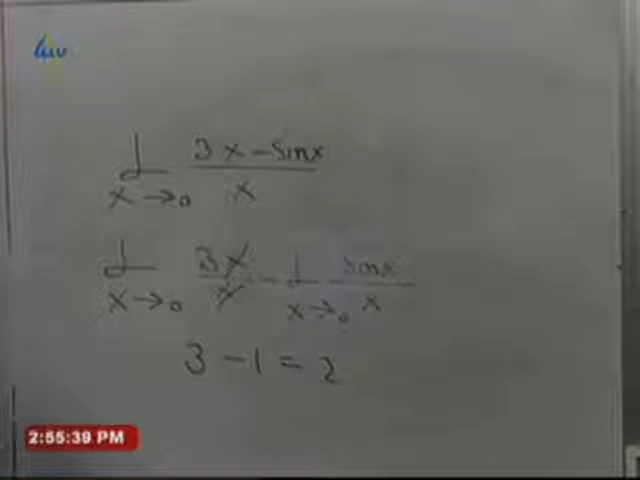 L 3x-sinx
x→0 x
L 3x - L sinx
x→0 x x→0 x
3-1=2
2:55:39 PM